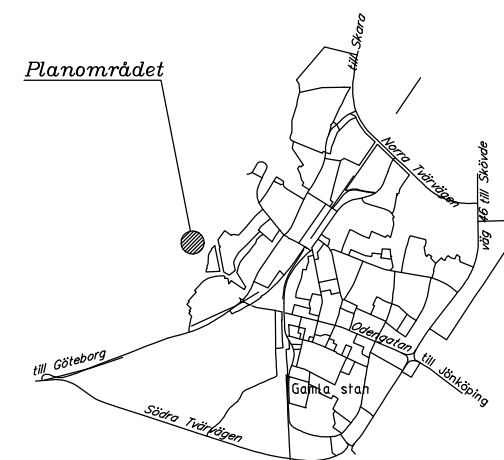 till Skara
Planområdet
Norra Tvärvägen
väg 46 till Skövde
Odengatan
till Jönköping
till Göteborg
Gamla stan
Södra Tvärvägen